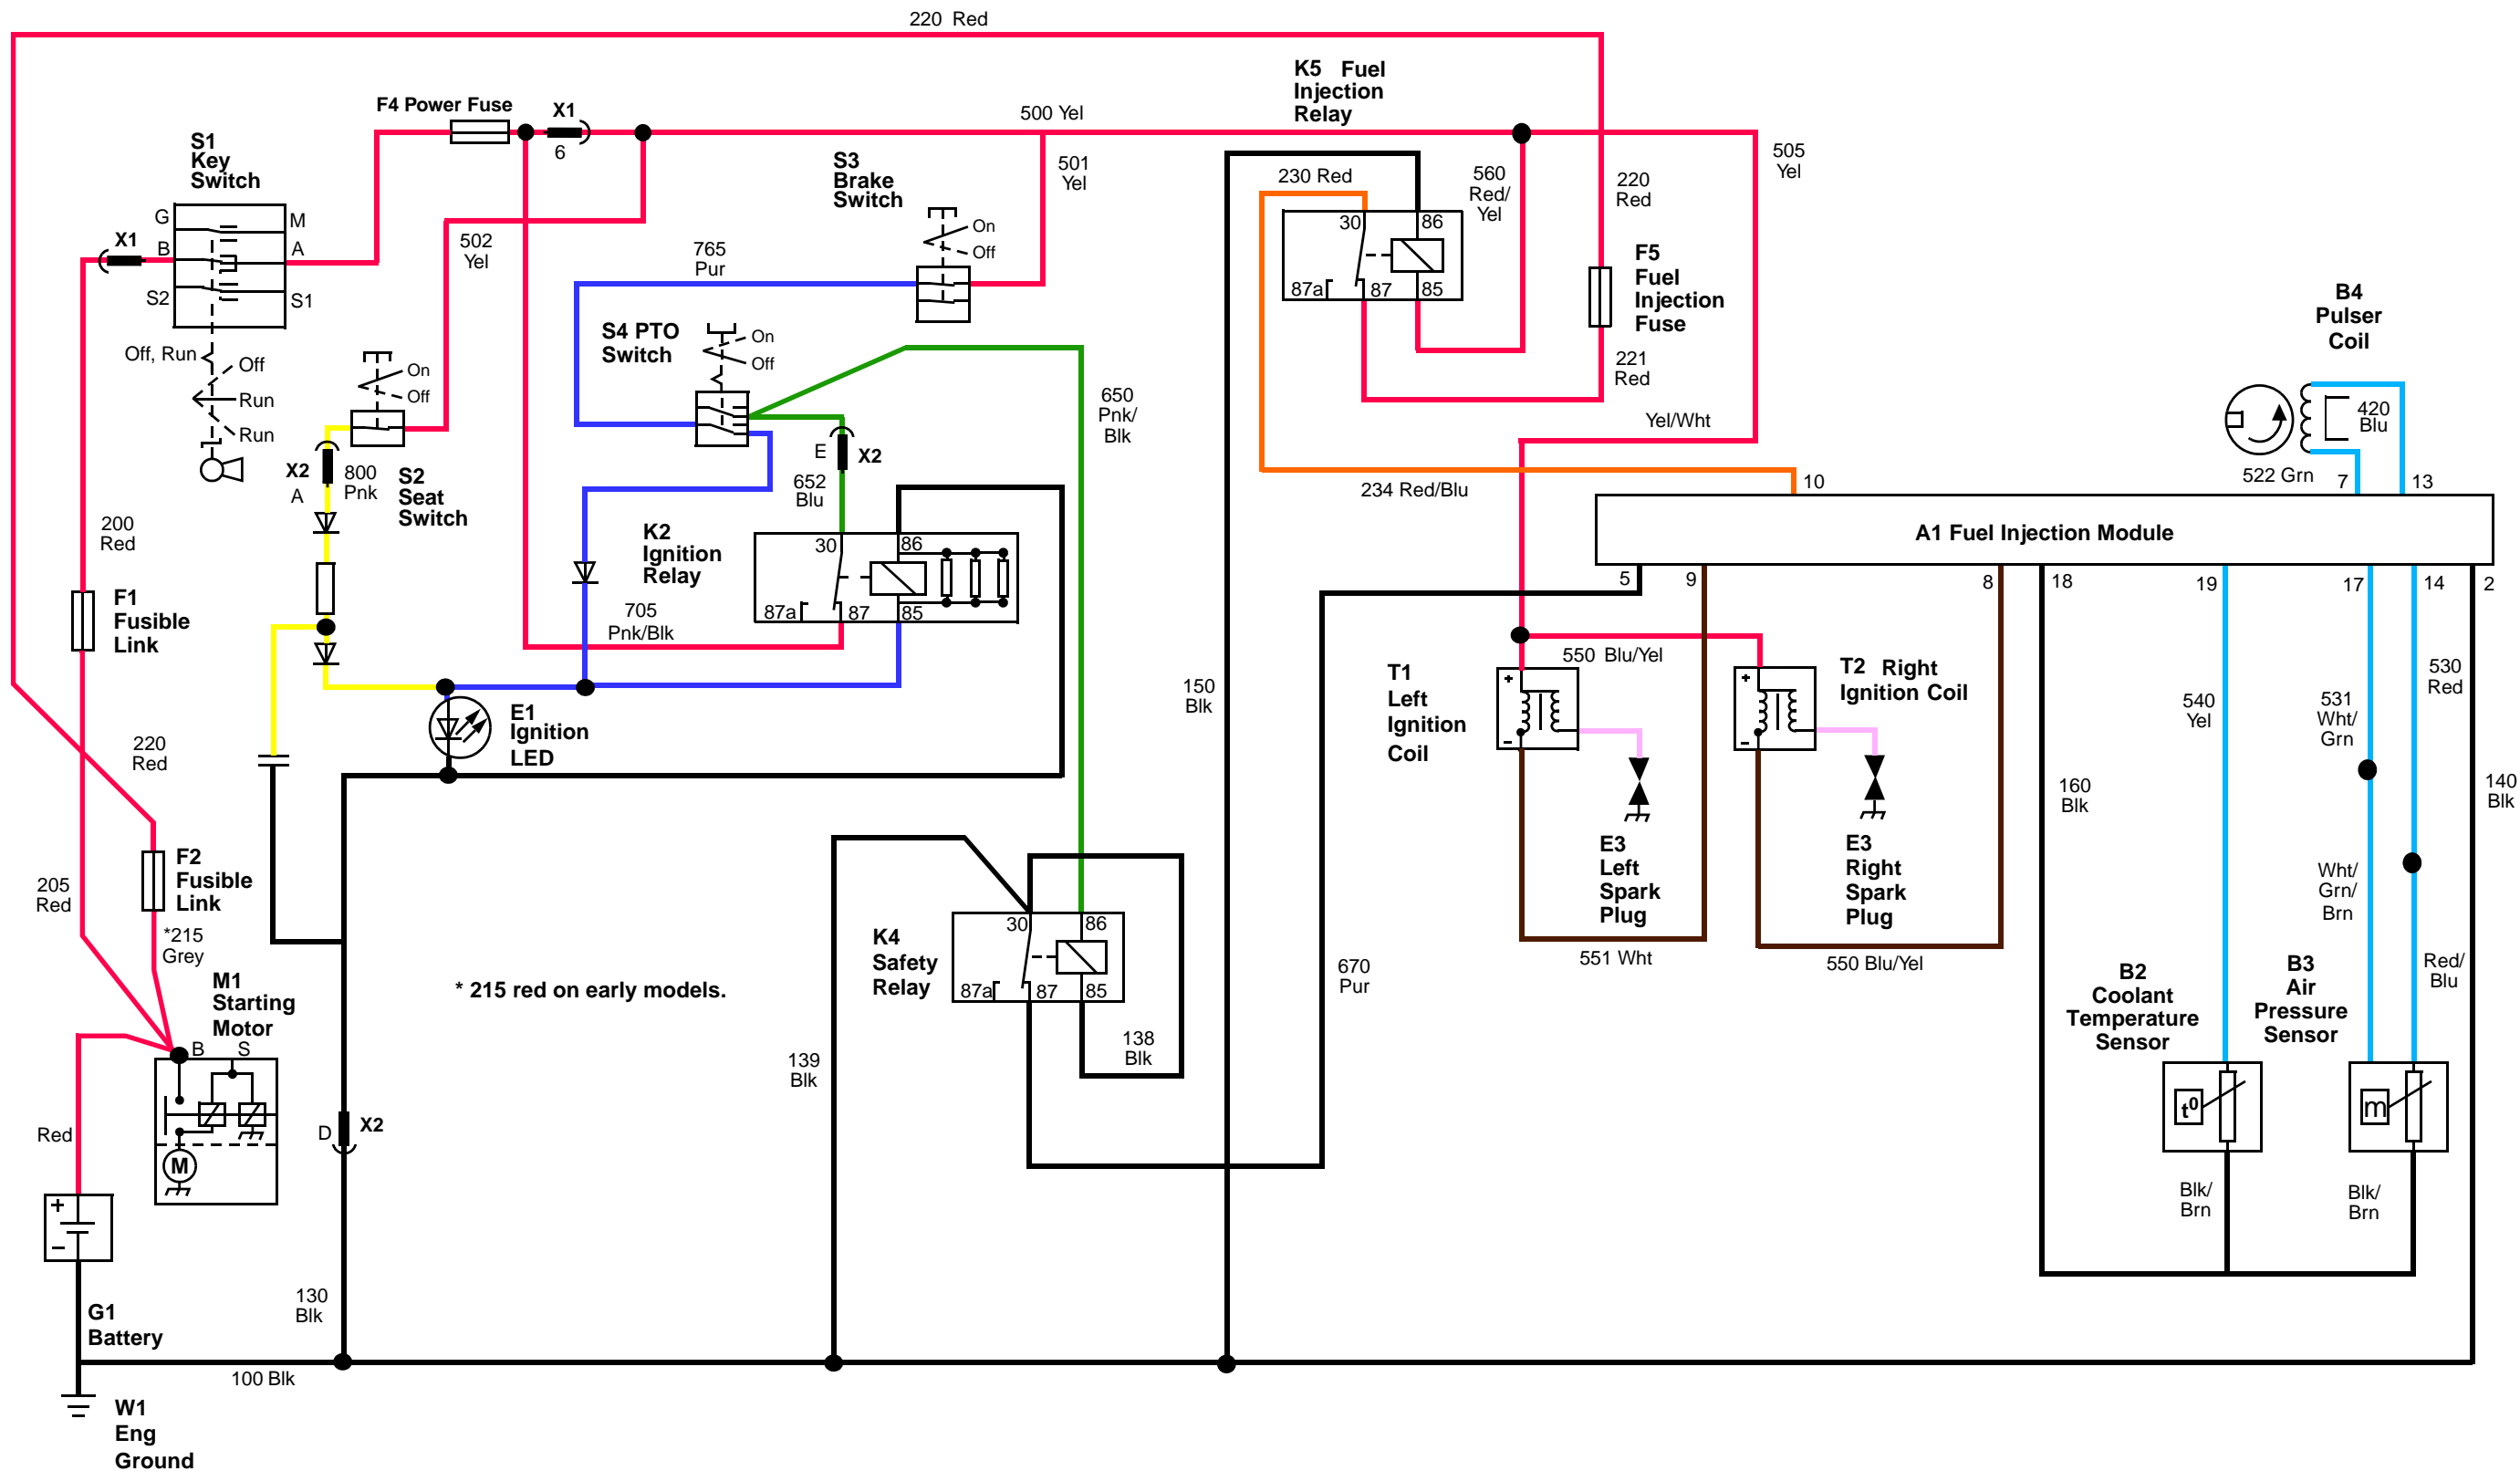 220 Red
K5 Fuel
Injection
Relay
F4 Power Fuse
X1
6
500 Yel
501
Yel
505
Yel
S1
Key
Switch
G
M
B
A
S2
S1
X1
Off, Run
Off
Run
Run
502
Yel
765
Pur
S3
Brake
Switch
On
Off
230 Red
560
Red/
Yel
220
Red
30
86
87a
87
85
F5
Fuel
Injection
Fuse
221
Red
B4
Pulser
Coil
420
Blu
522 Grn
7
13
S4 PTO
Switch
On
Off
On
Off
X2
A
800
Pnk
S2
Seat
Switch
E
X2
652
Blu
650
Pnk/
Blk
Yel/Wht
234 Red/Blu
10
A1 Fuel Injection Module
5
9
8
18
19
17
14
2
200
Red
F1
Fusible
Link
K2
Ignition
Relay
30
86
87a
87
85
705
Pnk/Blk
E1
Ignition
LED
220
Red
F2
Fusible
Link
205
Red
*215
Grey
M1
Starting
Motor
B
S
M
Red
+
−
G1
Battery
W1
Eng
Ground
100 Blk
130
Blk
D
X2
* 215 red on early models.
K4
Safety
Relay
30
86
87a
87
85
138
Blk
139
Blk
150
Blk
670
Pur
T1
Left
Ignition
Coil
+
-
550 Blu/Yel
T2 Right
Ignition Coil
+
-
E3
Left
Spark
Plug
E3
Right
Spark
Plug
551 Wht
550 Blu/Yel
160
Blk
540
Yel
531
Wht/
Grn
530
Red
140
Blk
Wht/
Grn/
Brn
Red/
Blu
B2
Coolant
Temperature
Sensor
t0
B3
Air
Pressure
Sensor
m
Blk/
Brn
Blk/
Brn